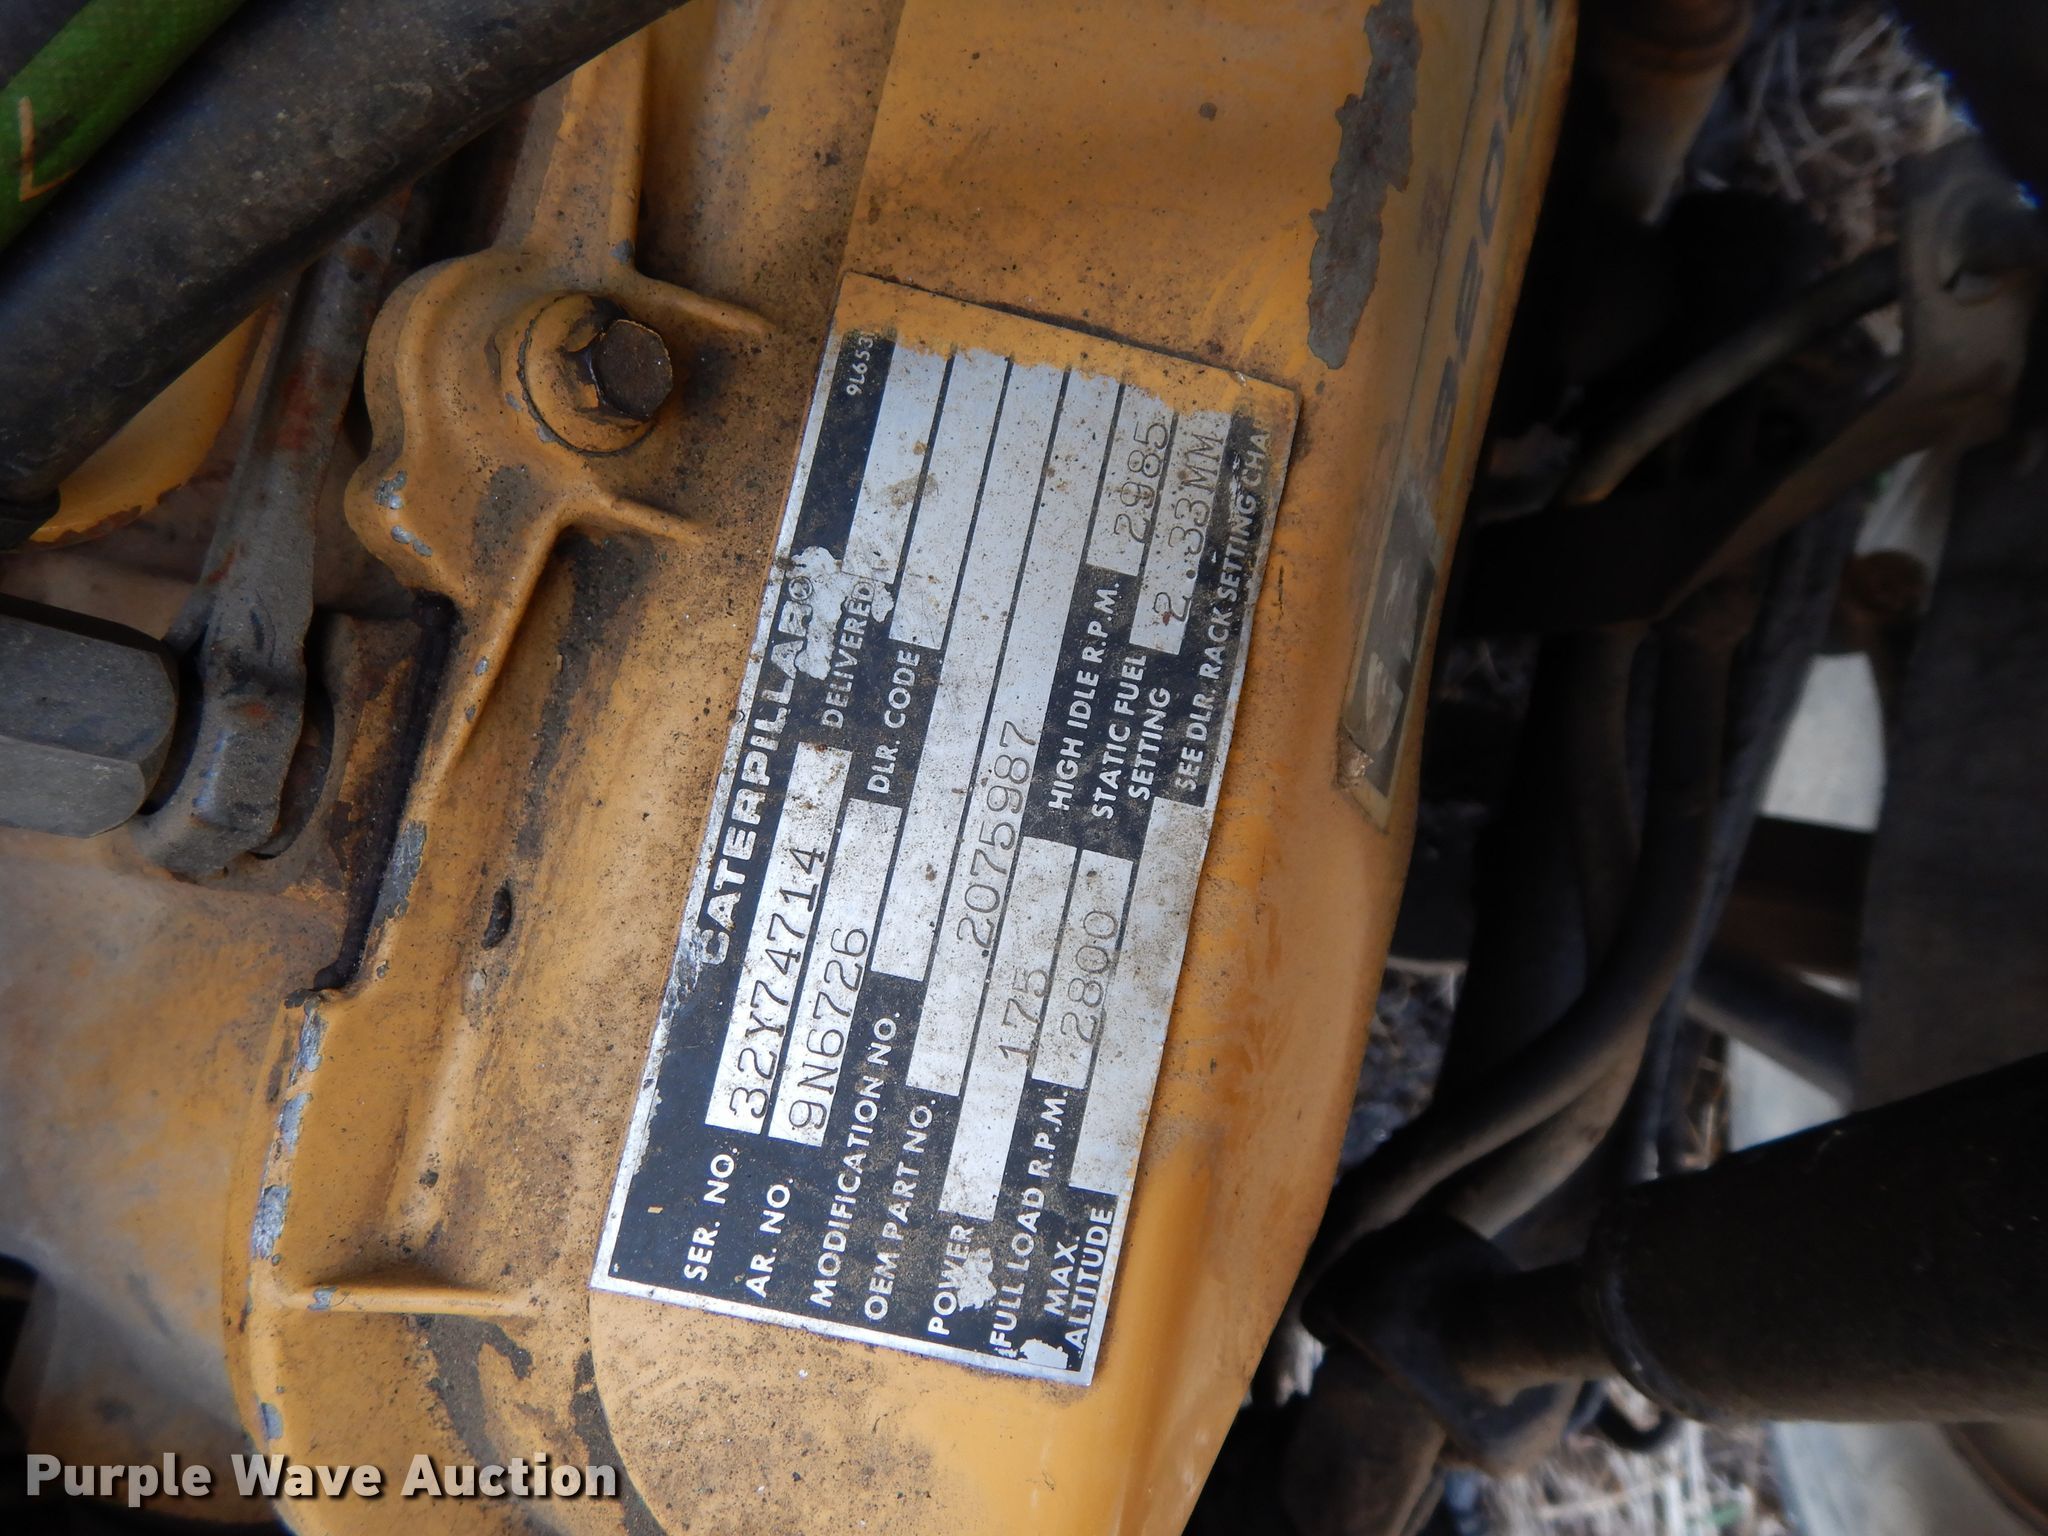 CATERPILLAR®
9L653
SER. NO. 32Y74714 DELIVERED
AR. NO. 9N6726 DLR. CODE
MODIFICATION NO.
OEM PART NO. 2075987
POWER 175 HIGH IDLE R.P.M. 2985
FULL LOAD R.P.M. 2800 STATIC FUEL SETTING 2.33MM
MAX. ALTITUDE SEE DLR. RACK SETTING CHA
Purple Wave Auction